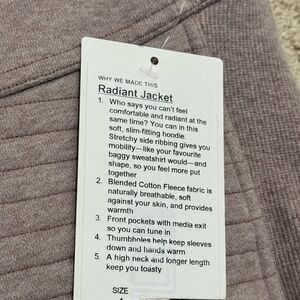 WHY WE MADE THIS
Radiant Jacket
1. Who says you can't feel
comfortable and radiant at the
same time? You can in this
soft, slim-fitting hoodie.
Stretchy side ribbing gives you
mobility—like your favourite
baggy sweatshirt would—and
shape, so you feel more put
together
2. Blended Cotton Fleece fabric is
naturally breathable, soft
against your skin, and provides
warmth
3. Front pockets with media exit
so you can tune in
4. Thumbholes help keep sleeves
down and hands warm
5. A high neck and longer length
keep you toasty
SIZE